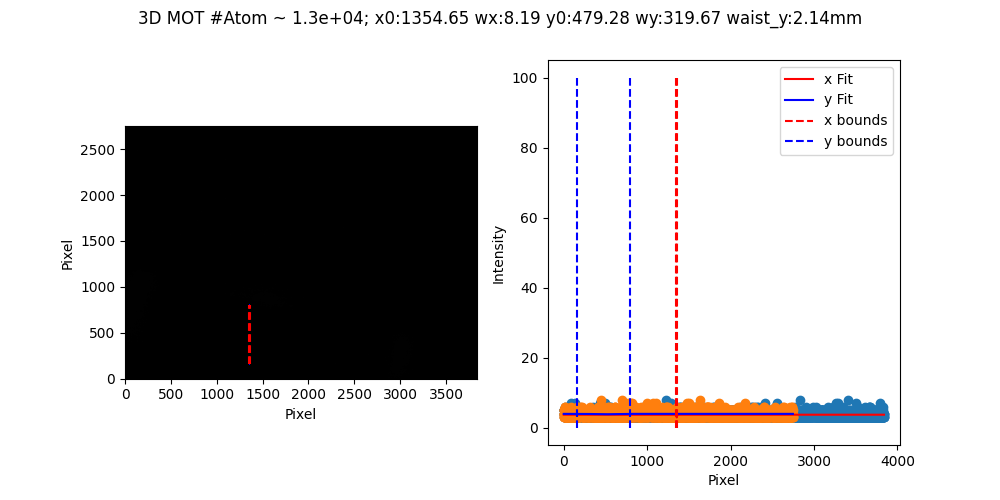 3D MOT #Atom ~ 1.3e+04; x0:1354.65 wx:8.19 y0:479.28 wy:319.67 waist_y:2.14mm
2500
2000
1500
1000
500
0
Pixel
0 500 1000 1500 2000 2500 3000 3500
Pixel
100
80
60
40
20
0
Intensity
x Fit
y Fit
x bounds
y bounds
0 1000 2000 3000 4000
Pixel